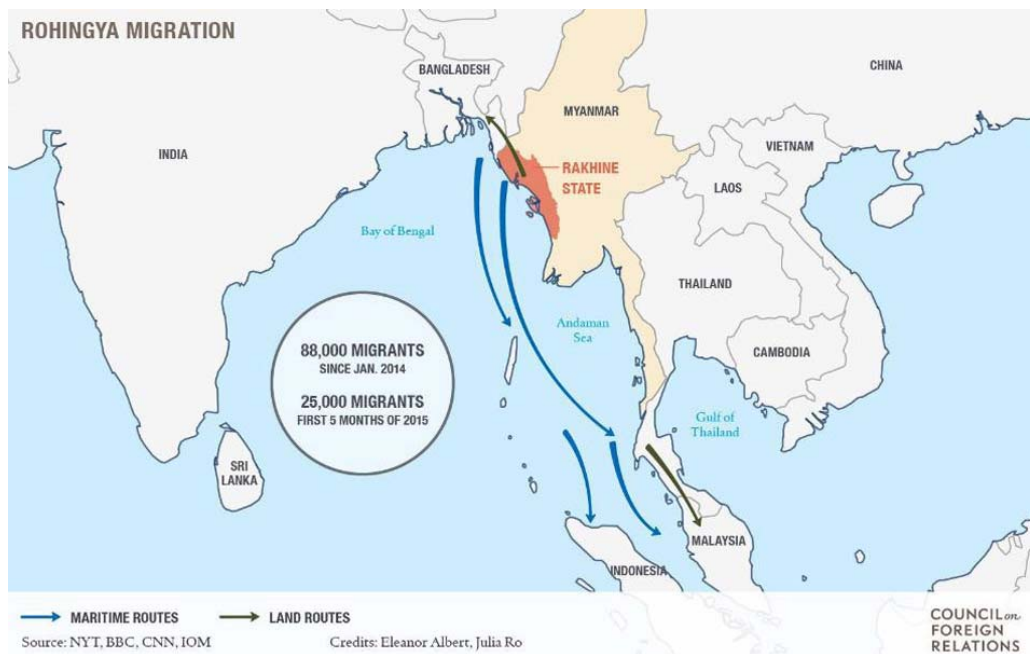 ROHINGYA MIGRATION
BANGLADESH
CHINA
MYANMAR
INDIA
VIETNAM
RAKHINE
STATE
LAOS
Bay of Bengal
THAILAND
Andaman
Sea
88,000 MIGRANTS
SINCE JAN. 2014
25,000 MIGRANTS
FIRST 5 MONTHS OF 2015
CAMBODIA
Gulf of
Thailand
SRI
LANKA
MALAYSIA
INDONESIA
MARITIME ROUTES
LAND ROUTES
Source: NYT, BBC, CNN, IOM
Credits: Eleanor Albert, Julia Ro
COUNCIL on
FOREIGN
RELATIONS